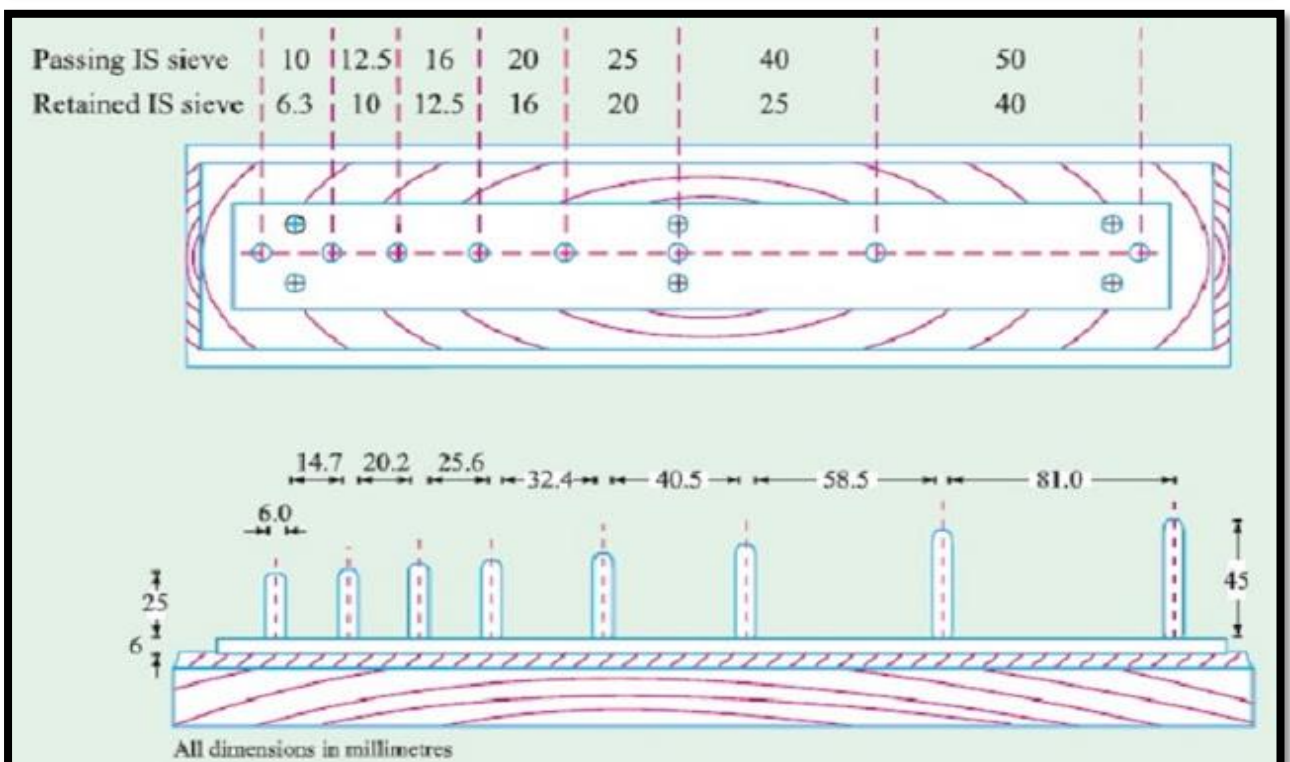 Passing IS sieve 10 12.5 16 20 25 40 50
Retained IS sieve 6.3 10 12.5 16 20 25 40
14.7 20.2 25.6 32.4 40.5 58.5 81.0
6.0
25
45
6
All dimensions in millimetres